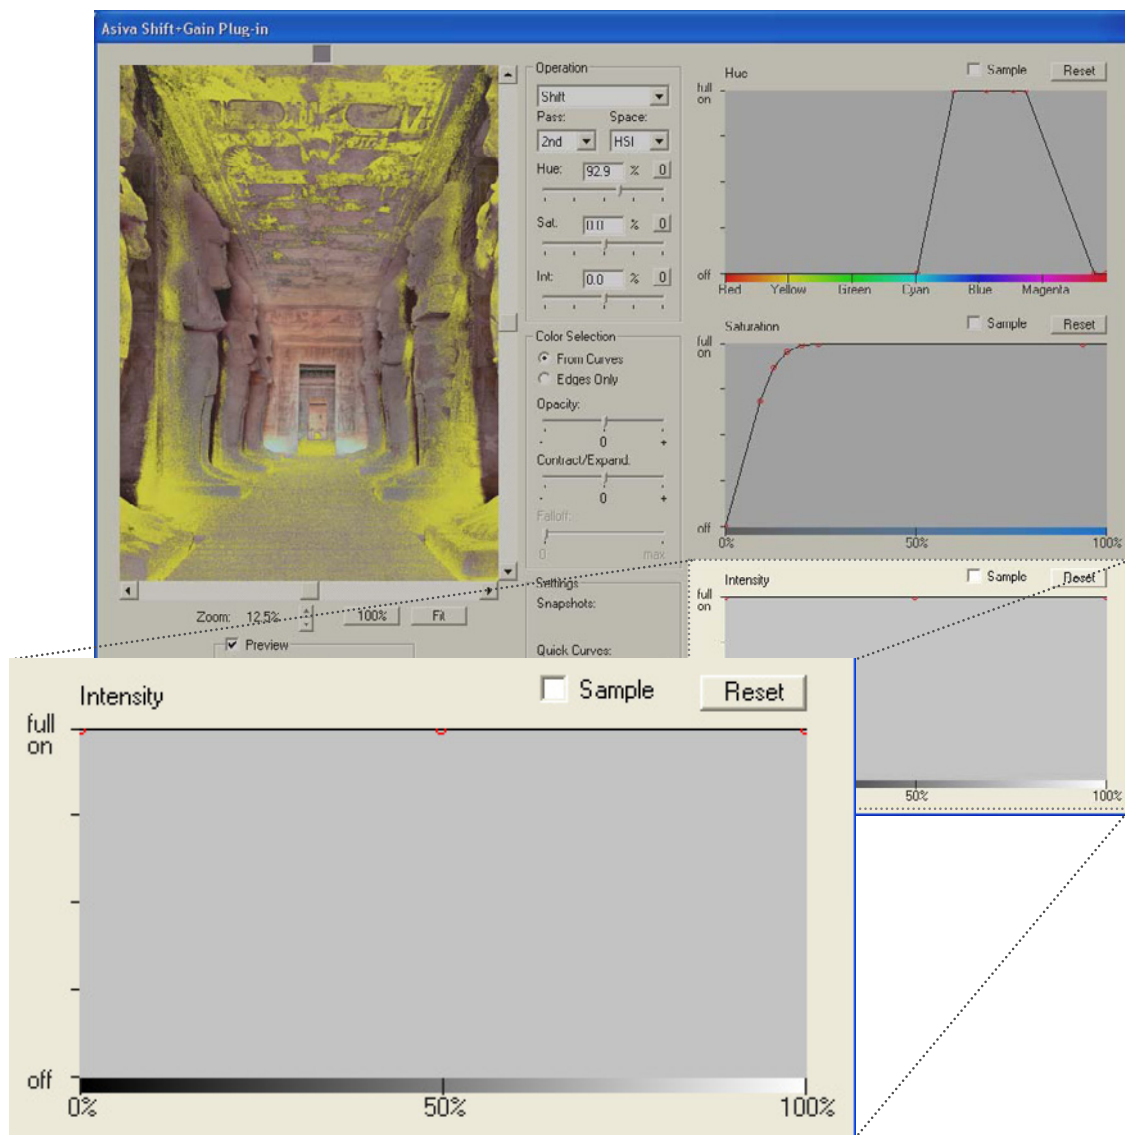 Asiva Shift+Gain Plug-in
Operation
Shift
Pass: Space:
2nd HSI
Hue: 92.9 % 0
Sat. 0.0 % 0
Int: 0.0 % 0
Color Selection
From Curves
Edges Only
Opacity:
- 0 +
Contract/Expand.
- 0 +
Falloff:
0 max
Settings
Snapshots:
Quick Curves:
Zoom: 12.5% 100% Fit
Preview
Hue Sample Reset
full
on
off
Red Yellow Green Cyan Blue Magenta
Saturation Sample Reset
full
on
off
0% 50% 100%
Intensity Sample Reset
full
on
50% 100%
Intensity Sample Reset
full
on
off
0% 50% 100%